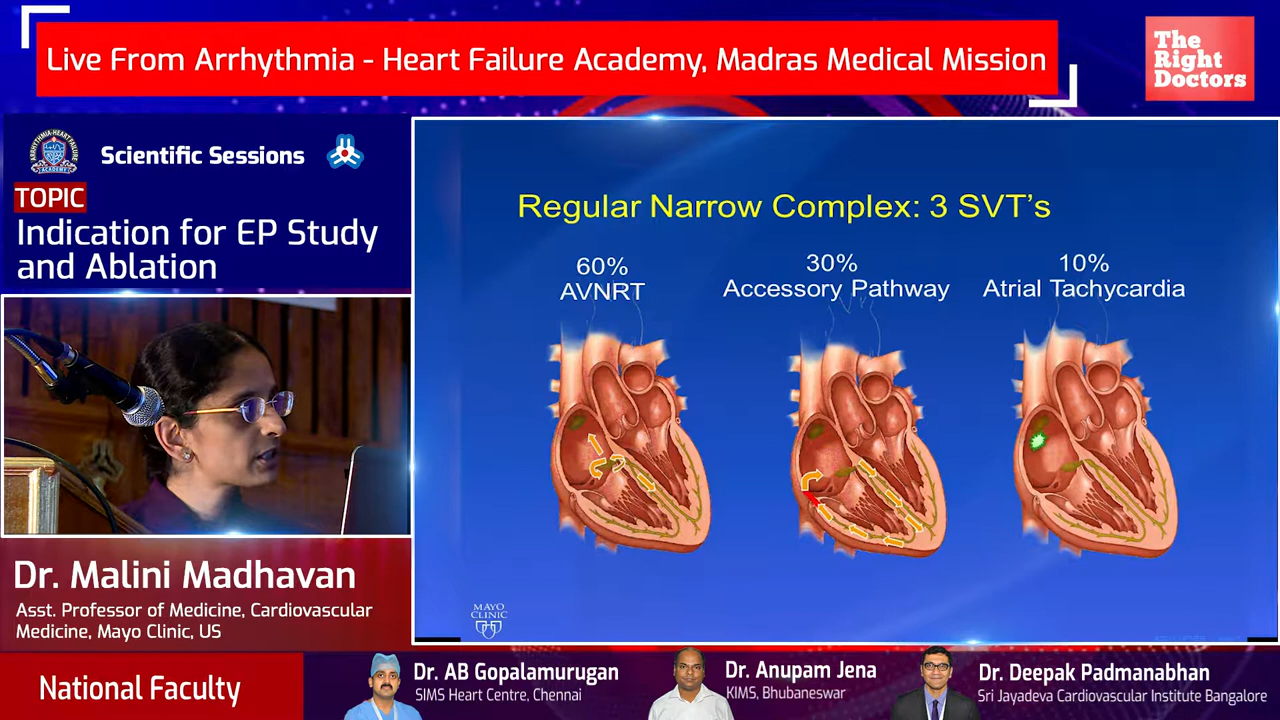 Live From Arrhythmia - Heart Failure Academy, Madras Medical Mission
The
Right
Doctors
Scientific Sessions
TOPIC
Indication for EP Study
and Ablation
Regular Narrow Complex: 3 SVT's
60%
AVNRT
30%
Accessory Pathway
10%
Atrial Tachycardia
MAYO
CLINIC
Dr. Malini Madhavan
Asst. Professor of Medicine, Cardiovascular
Medicine, Mayo Clinic, US
National Faculty
Dr. AB Gopalamurugan
SIMS Heart Centre, Chennai
Dr. Anupam Jena
KIMS, Bhubaneswar
Dr. Deepak Padmanabhan
Sri Jayadeva Cardiovascular Institute Bangalore